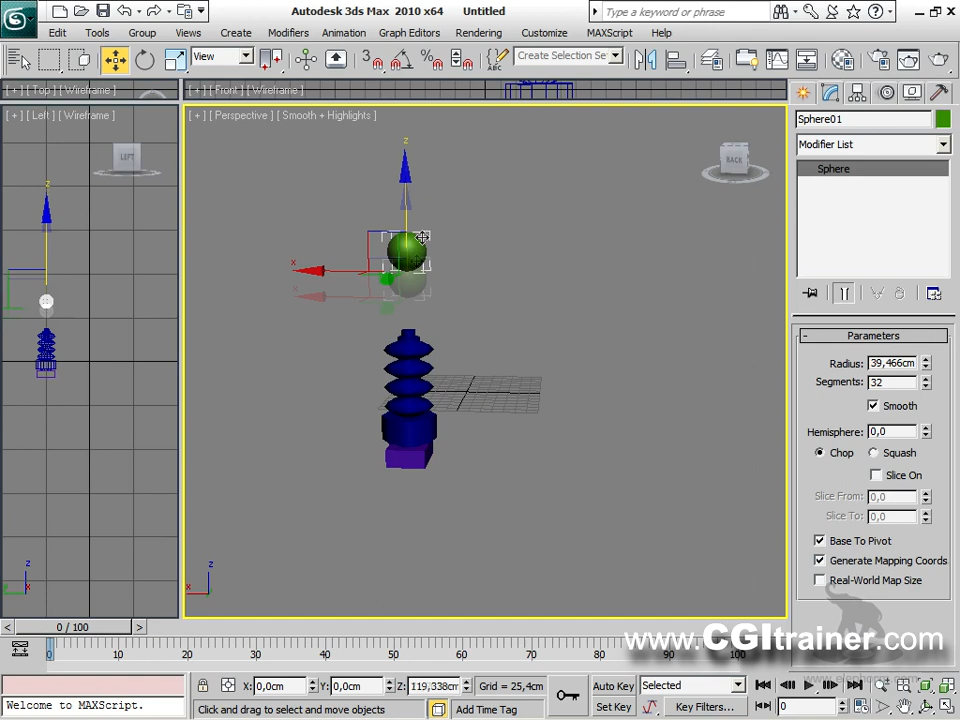 Autodesk 3ds Max 2010 x64 Untitled
Type a keyword or phrase
Edit Tools Group Views Create Modifiers Animation Graph Editors Rendering Customize MAXScript Help
View
Create Selection Se
[ + ] [ Top ] [ Wireframe ]
[ + ] [ Front ] [ Wireframe ]
[ + ] [ Left ] [ Wireframe ]
[ + ] [ Perspective ] [ Smooth + Highlights ]
LEFT
BACK
z
z
x
x
z
y
x
z
x
Sphere01
Modifier List
Sphere
- Parameters
Radius: 39,466cm
Segments: 32
Smooth
Hemisphere: 0,0
Chop Squash
Slice On
Slice From: 0,0
Slice To: 0,0
Base To Pivot
Generate Mapping Coords
Real-World Map Size
www.CGItrainer.com
< 0 / 100 >
0 10 20 30 40 50 60 70 80 90 100
X: 0,0cm Y: 0,0cm Z: 119,338cm Grid = 25,4cm
Auto Key Selected
Welcome to MAXScript.
Click and drag to select and move objects
Add Time Tag
Set Key Key Filters...
0